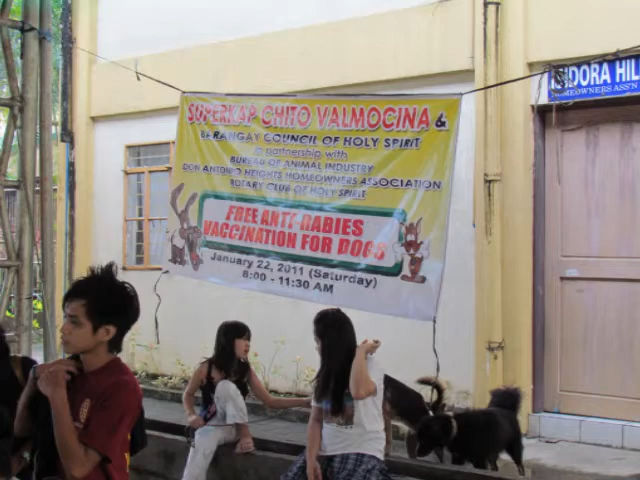 SUPERKAP CHITO VALMOCINA &
BARANGAY COUNCIL OF HOLY SPIRIT
in partnership with
BUREAU OF ANIMAL INDUSTRY
DON ANTONIO HEIGHTS HOMEOWNERS ASSOCIATION
ROTARY CLUB OF HOLY SPIRIT
FREE ANTI-RABIES
VACCINATION FOR DOGS
January 22, 2011 (Saturday)
8:00 - 11:30 AM
ISIDORA HIL
HOMEOWNERS ASS'N